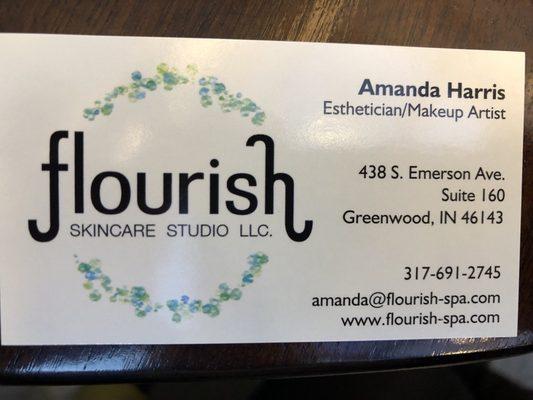 flourish
SKINCARE STUDIO LLC.
Amanda Harris
Esthetician/Makeup Artist
438 S. Emerson Ave.
Suite 160
Greenwood, IN 46143
317-691-2745
amanda@flourish-spa.com
www.flourish-spa.com